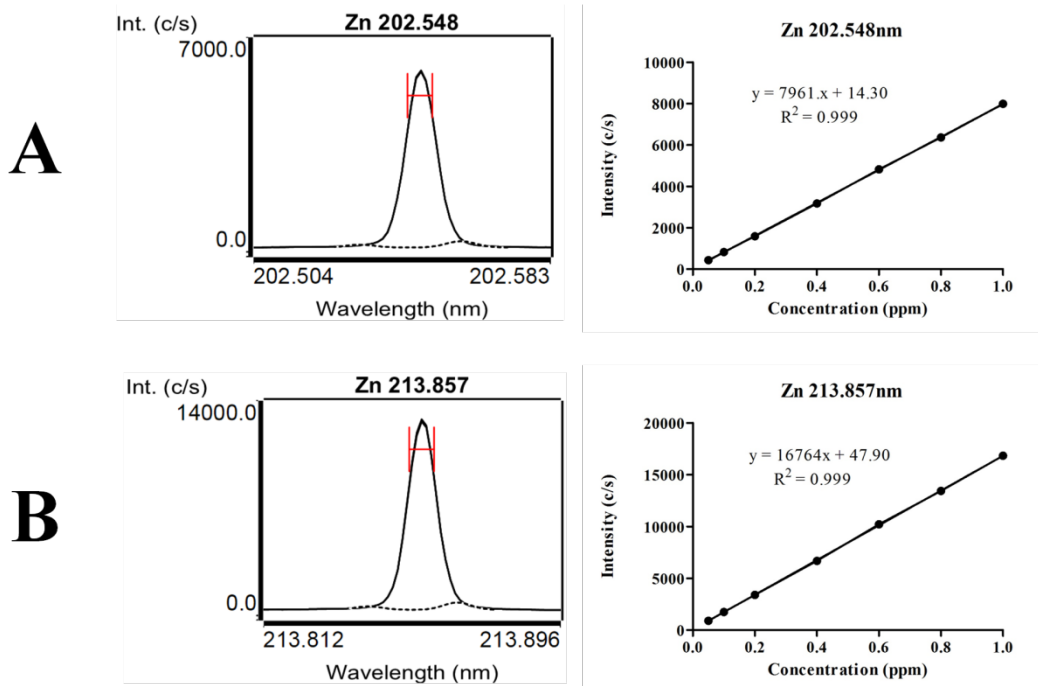 A
Int. (c/s)
Zn 202.548
7000.0
0.0
202.504
202.583
Wavelength (nm)
Zn 202.548nm
Intensity (c/s)
10000
8000
6000
4000
2000
0
y = 7961.x + 14.30
R² = 0.999
0.0 0.2 0.4 0.6 0.8 1.0
Concentration (ppm)
B
Int. (c/s)
Zn 213.857
14000.0
0.0
213.812
213.896
Wavelength (nm)
Zn 213.857nm
Intensity (c/s)
20000
15000
10000
5000
0
y = 16764x + 47.90
R² = 0.999
0.0 0.2 0.4 0.6 0.8 1.0
Concentration (ppm)